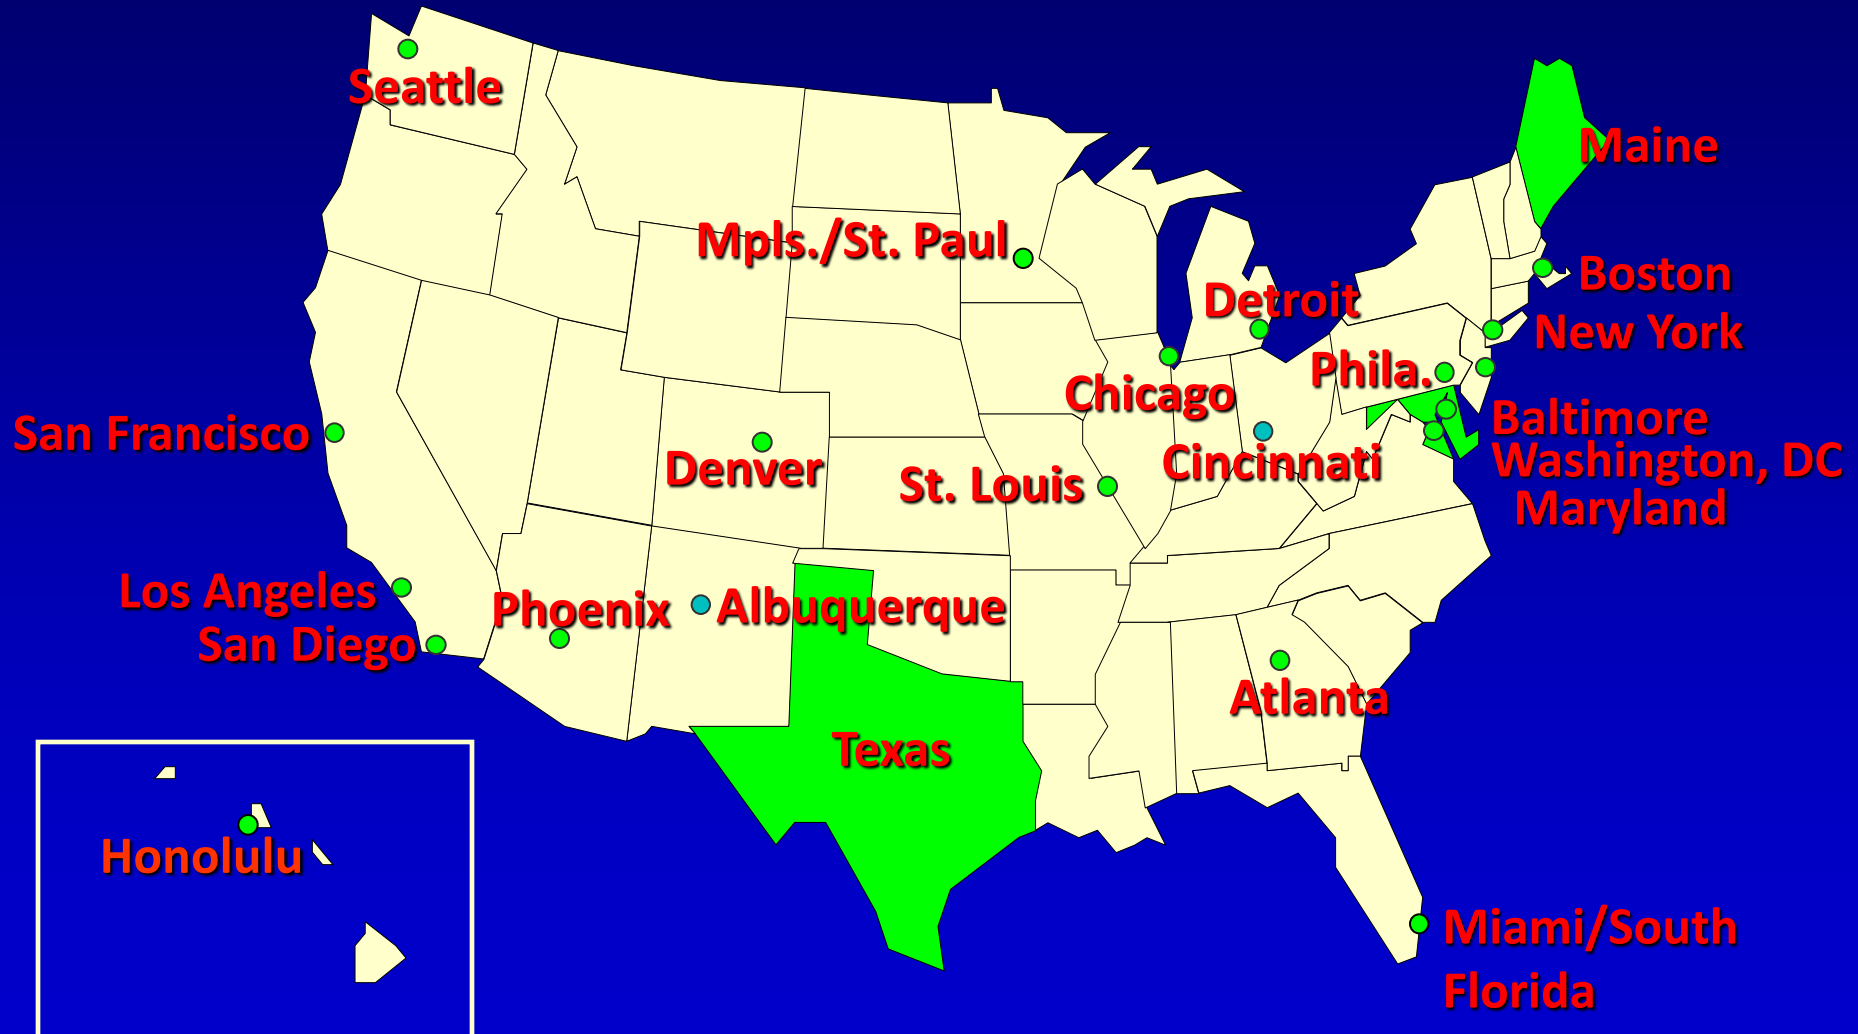 Seattle
Maine
Mpls./St. Paul
Boston
Detroit
New York
Phila.
Chicago
Baltimore
San Francisco
Denver
Cincinnati
Washington, DC
St. Louis
Maryland
Los Angeles
Phoenix
Albuquerque
San Diego
Atlanta
Texas
Honolulu
Miami/South
Florida